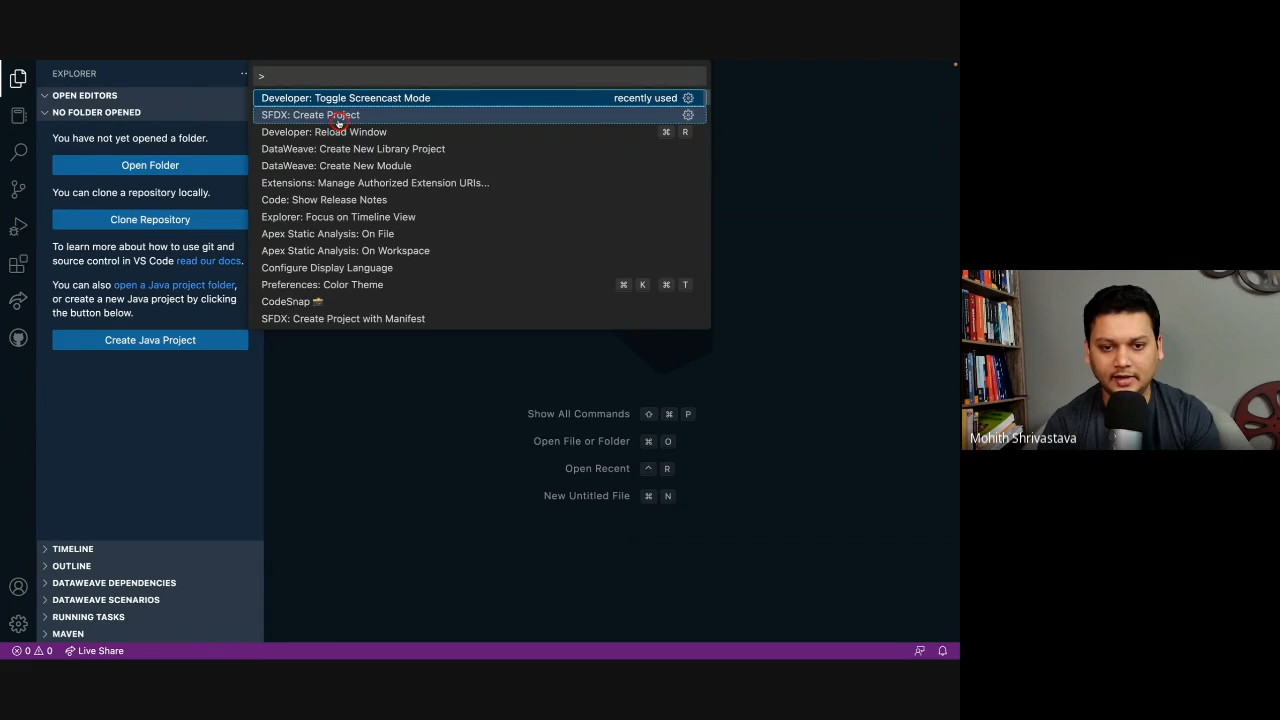 EXPLORER
OPEN EDITORS
NO FOLDER OPENED
You have not yet opened a folder.
Open Folder
You can clone a repository locally.
Clone Repository
To learn more about how to use git and
source control in VS Code read our docs.
You can also open a Java project folder,
or create a new Java project by clicking
the button below.
Create Java Project
TIMELINE
OUTLINE
DATAWEAVE DEPENDENCIES
DATAWEAVE SCENARIOS
RUNNING TASKS
MAVEN
>
Developer: Toggle Screencast Mode recently used
SFDX: Create Project
Developer: Reload Window ⌘ R
DataWeave: Create New Library Project
DataWeave: Create New Module
Extensions: Manage Authorized Extension URIs...
Code: Show Release Notes
Explorer: Focus on Timeline View
Apex Static Analysis: On File
Apex Static Analysis: On Workspace
Configure Display Language
Preferences: Color Theme ⌘ K ⌘ T
CodeSnap 📸
SFDX: Create Project with Manifest
Show All Commands ⇧ ⌘ P
Open File or Folder ⌘ O
Open Recent ^ R
New Untitled File ⌘ N
0 0 Live Share
Mohith Shrivastava